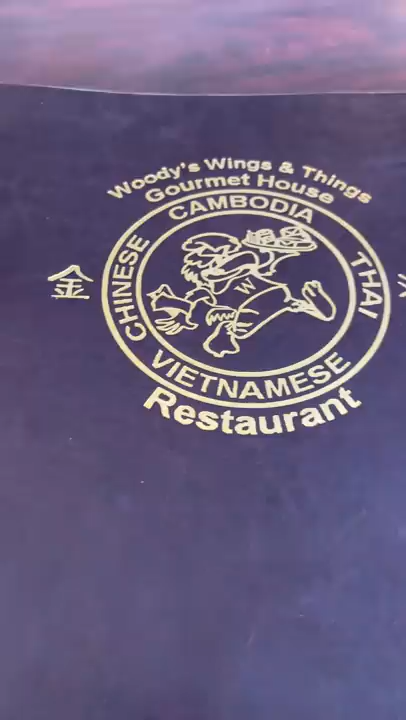 Woody's Wings & Things
Gourmet House
CAMBODIA
CHINESE
THAI
VIETNAMESE
W
金
Restaurant